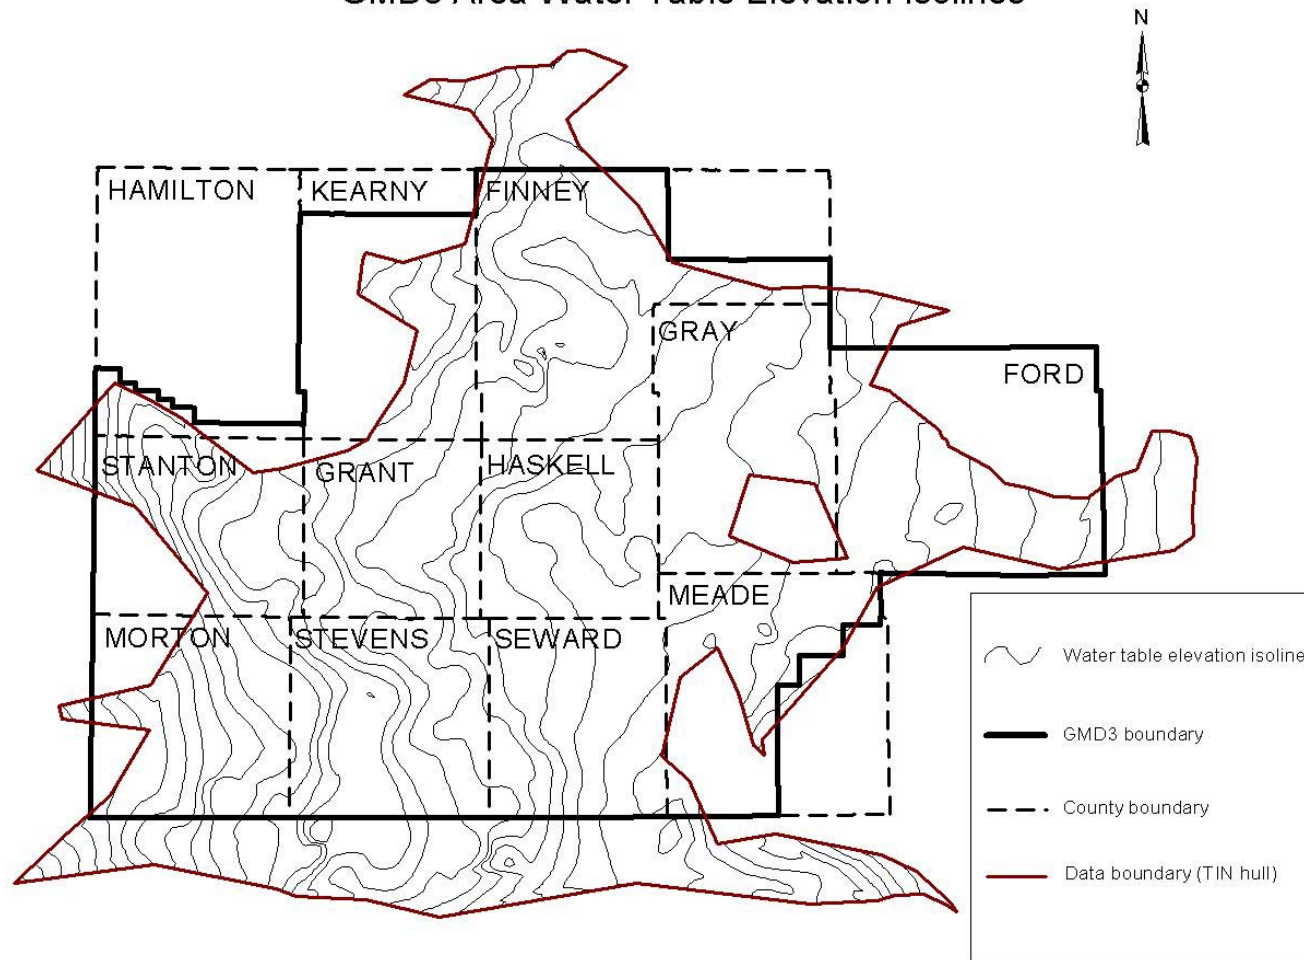 GMD3 Area Water Table Elevation Isolines
N
HAMILTON
KEARNY
FINNEY
GRAY
FORD
STANTON
GRANT
HASKELL
MEADE
MORTON
STEVENS
SEWARD
Water table elevation isoline
GMD3 boundary
County boundary
Data boundary (TIN hull)